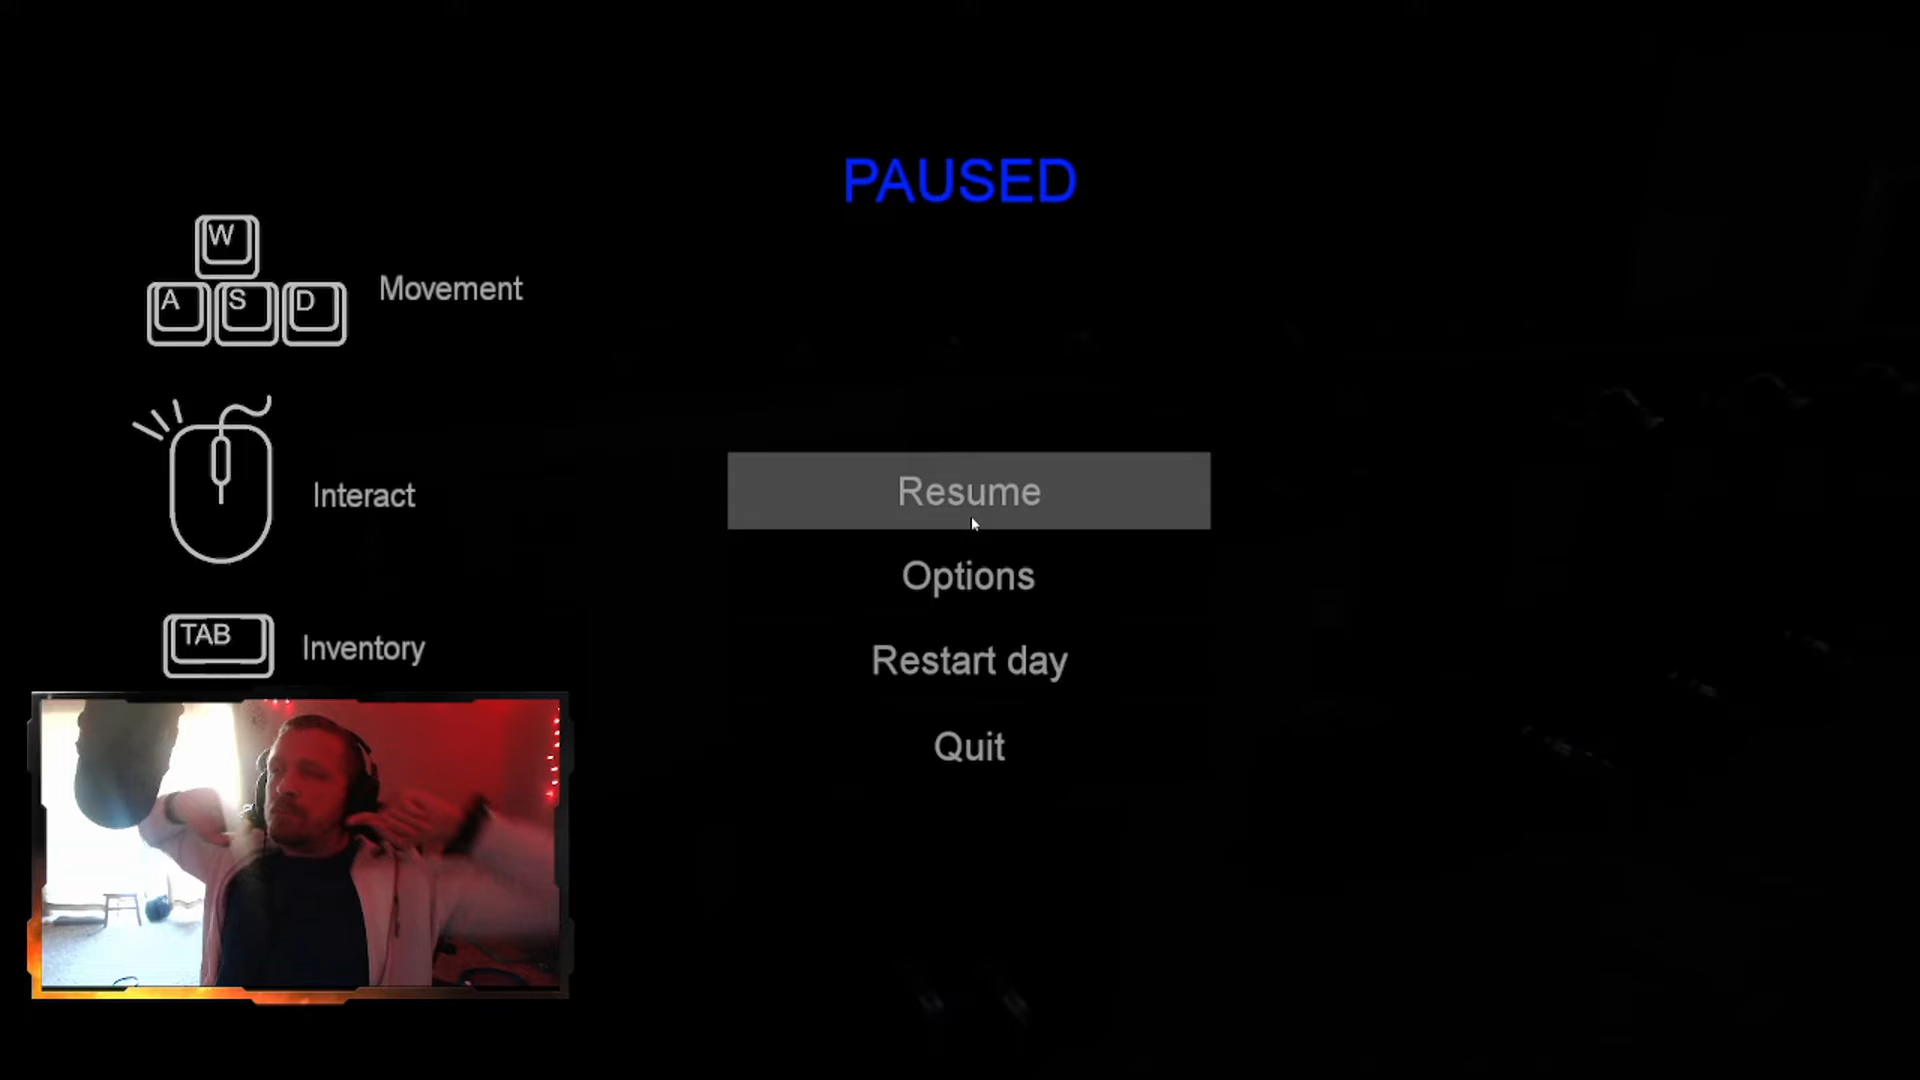 PAUSED
W
A S D
Movement
Interact
TAB
Inventory
Resume
Options
Restart day
Quit